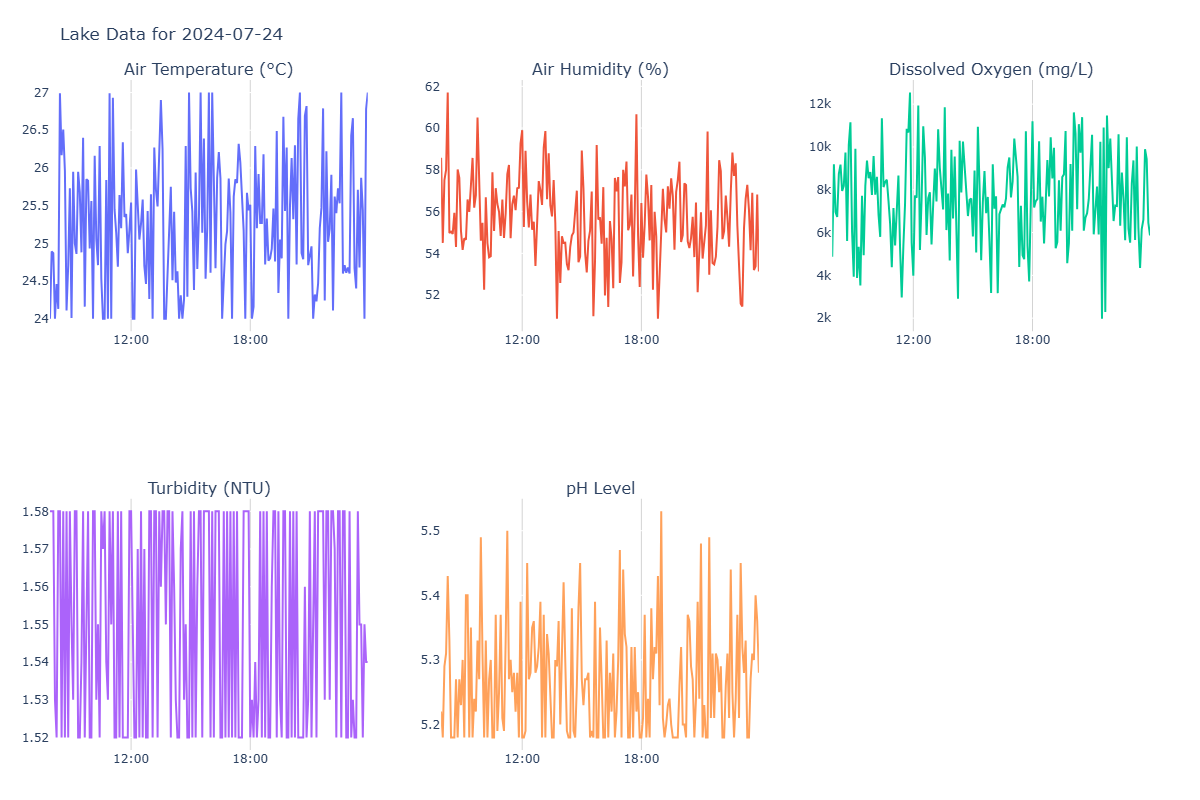 Lake Data for 2024-07-24
Air Temperature (°C)
Air Humidity (%)
Dissolved Oxygen (mg/L)
27
26.5
26
25.5
25
24.5
24
12:00
18:00
62
60
58
56
54
52
12:00
18:00
12k
10k
8k
6k
4k
2k
12:00
18:00
Turbidity (NTU)
pH Level
1.58
1.57
1.56
1.55
1.54
1.53
1.52
12:00
18:00
5.5
5.4
5.3
5.2
12:00
18:00